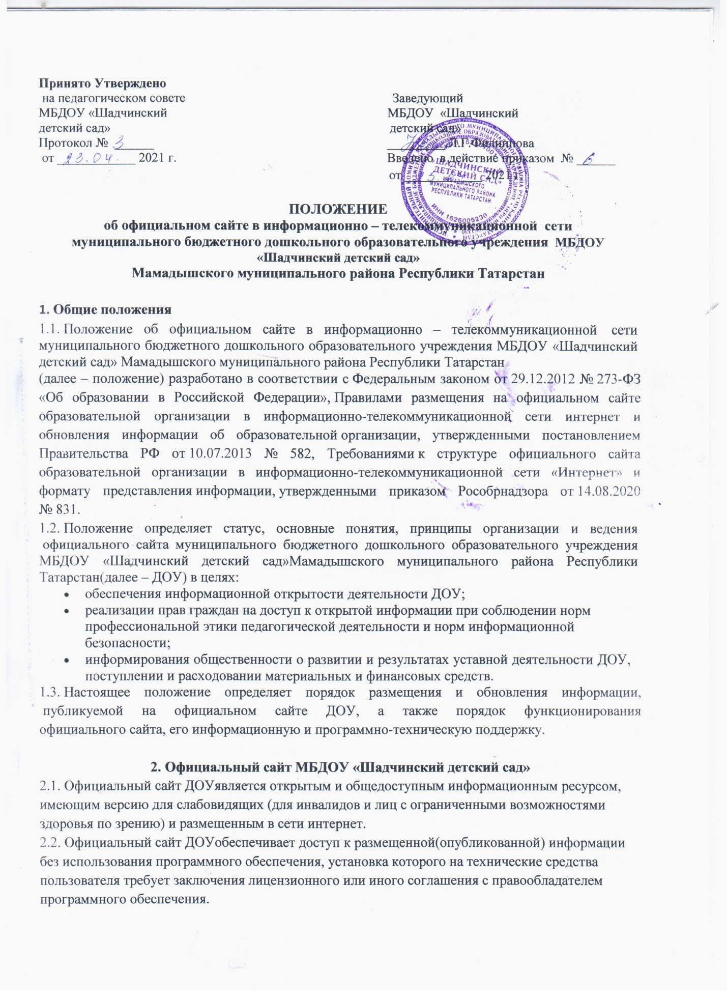 Принято Утверждено
на педагогическом совете
МБДОУ «Шадчинский
детский сад»
Протокол № 3
от 23.04. 2021 г.
Заведующий
МБДОУ «Шадчинский
детский сад»
Л.Г.Филиппова
Введено в действие приказом № 6
от 2021 г.
«ШАДЧИНСКИЙ
ДЕТСКИЙ САД»
МАМАДЫШСКОГО
МУНИЦИПАЛЬНОГО РАЙОНА
РЕСПУБЛИКИ ТАТАРСТАН
ИНН 1626005230
ПОЛОЖЕНИЕ
об официальном сайте в информационно – телекоммуникационной сети
муниципального бюджетного дошкольного образовательного учреждения МБДОУ
«Шадчинский детский сад»
Мамадышского муниципального района Республики Татарстан
1. Общие положения
1.1. Положение об официальном сайте в информационно – телекоммуникационной сети
муниципального бюджетного дошкольного образовательного учреждения МБДОУ «Шадчинский
детский сад» Мамадышского муниципального района Республики Татарстан
(далее – положение) разработано в соответствии с Федеральным законом от 29.12.2012 № 273-ФЗ
«Об образовании в Российской Федерации», Правилами размещения на официальном сайте
образовательной организации в информационно-телекоммуникационной сети интернет и
обновления информации об образовательной организации, утвержденными постановлением
Правительства РФ от 10.07.2013 № 582, Требованиями к структуре официального сайта
образовательной организации в информационно-телекоммуникационной сети «Интернет» и
формату представления информации, утвержденными приказом Рособрнадзора от 14.08.2020
№ 831.
1.2. Положение определяет статус, основные понятия, принципы организации и ведения
официального сайта муниципального бюджетного дошкольного образовательного учреждения
МБДОУ «Шадчинский детский сад»Мамадышского муниципального района Республики
Татарстан(далее – ДОУ) в целях:
• обеспечения информационной открытости деятельности ДОУ;
• реализации прав граждан на доступ к открытой информации при соблюдении норм
профессиональной этики педагогической деятельности и норм информационной
безопасности;
• информирования общественности о развитии и результатах уставной деятельности ДОУ,
поступлении и расходовании материальных и финансовых средств.
1.3. Настоящее положение определяет порядок размещения и обновления информации,
публикуемой на официальном сайте ДОУ, а также порядок функционирования
официального сайта, его информационную и программно-техническую поддержку.
2. Официальный сайт МБДОУ «Шадчинский детский сад»
2.1. Официальный сайт ДОУявляется открытым и общедоступным информационным ресурсом,
имеющим версию для слабовидящих (для инвалидов и лиц с ограниченными возможностями
здоровья по зрению) и размещенным в сети интернет.
2.2. Официальный сайт ДОУобеспечивает доступ к размещенной(опубликованной) информации
без использования программного обеспечения, установка которого на технические средства
пользователя требует заключения лицензионного или иного соглашения с правообладателем
программного обеспечения.